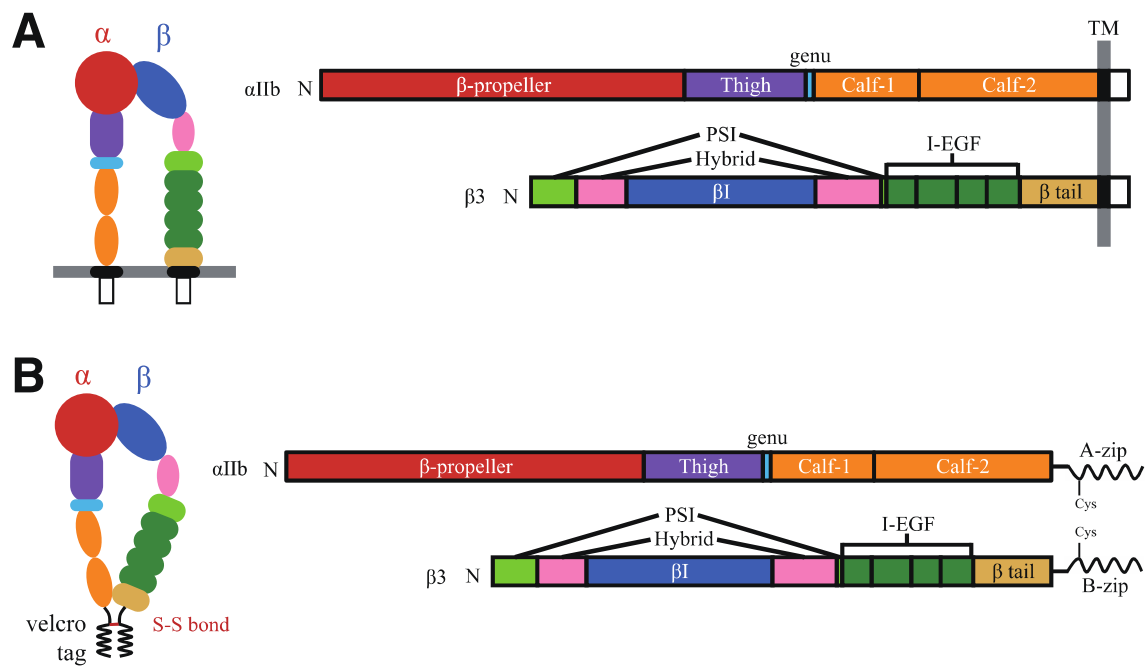 A
α β
TM
genu
αIIb N β-propeller Thigh Calf-1 Calf-2
PSI
Hybrid
I-EGF
β3 N βI β tail
B
α β
genu
αIIb N β-propeller Thigh Calf-1 Calf-2 A-zip
Cys
PSI
Hybrid
I-EGF
Cys
β3 N βI β tail B-zip
velcro
tag
S-S bond